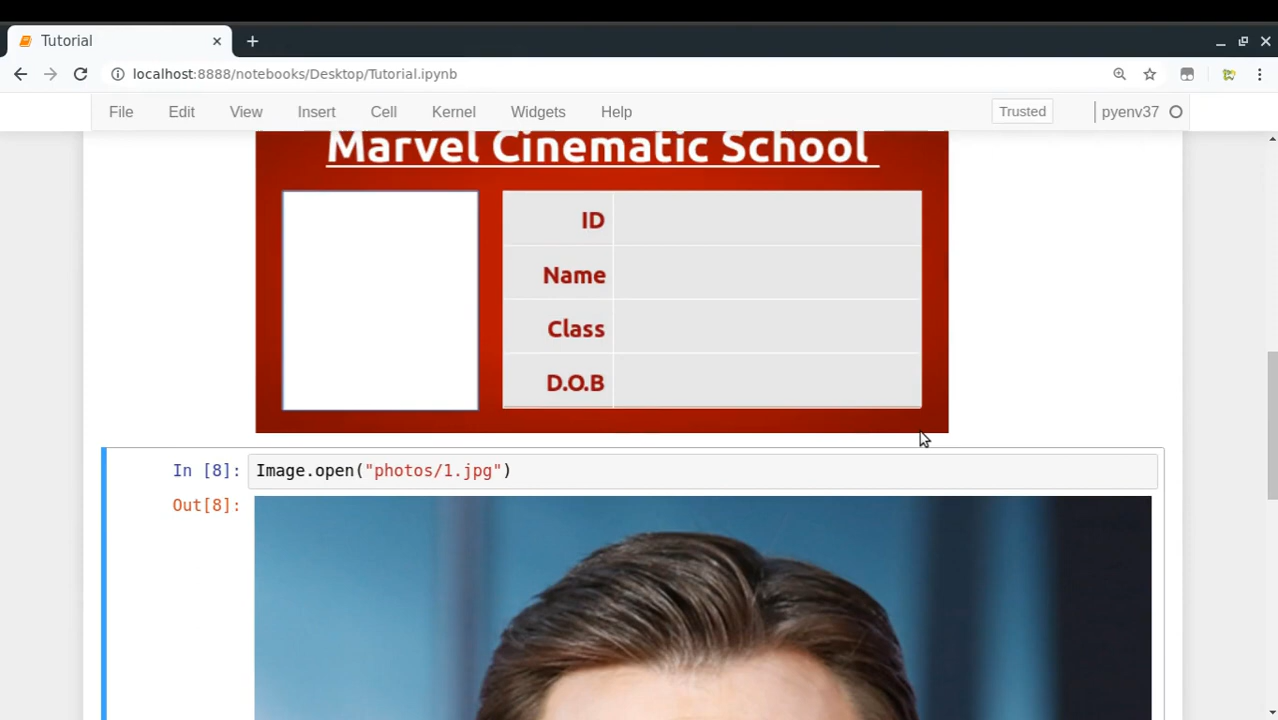 Tutorial
localhost:8888/notebooks/Desktop/Tutorial.ipynb
File Edit View Insert Cell Kernel Widgets Help Trusted pyenv37
Marvel Cinematic School
ID
Name
Class
D.O.B
In [8]: Image.open("photos/1.jpg")
Out[8]: